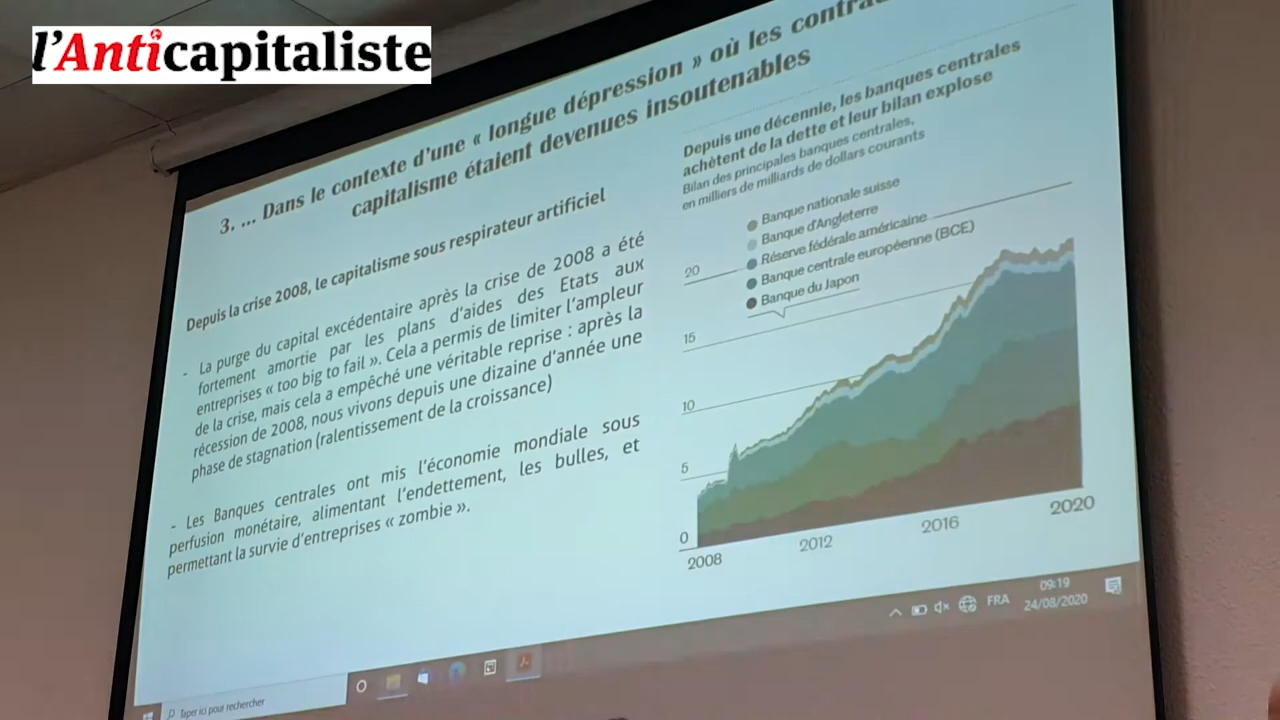 l'Anticapitaliste
3. ... Dans le contexte d'une « longue dépression » où les
capitalisme étaient devenues insoutenables
Depuis la crise 2008, le capitalisme sous respirateur artificiel
- La purge du capital excédentaire après la crise de 2008 a été
fortement amortie par les plans d'aides des Etats aux
entreprises « too big to fail ». Cela a permis de limiter l'ampleur
de la crise, mais cela a empêché une véritable reprise : après la
récession de 2008, nous vivons depuis une dizaine d'année une
phase de stagnation (ralentissement de la croissance)
- Les Banques centrales ont mis l'économie mondiale sous
perfusion monétaire, alimentant l'endettement, les bulles, et
permettant la survie d'entreprises « zombie ».
Depuis une décennie, les banques centrales
achètent de la dette et leur bilan explose
Bilan des principales banques centrales,
en milliers de milliards de dollars courants
Banque nationale suisse
Banque d'Angleterre
Réserve fédérale américaine
Banque centrale européenne (BCE)
Banque du Japon
20
15
10
5
0
2008 2012 2016 2020
Taper ici pour rechercher
FRA
09:19
24/08/2020